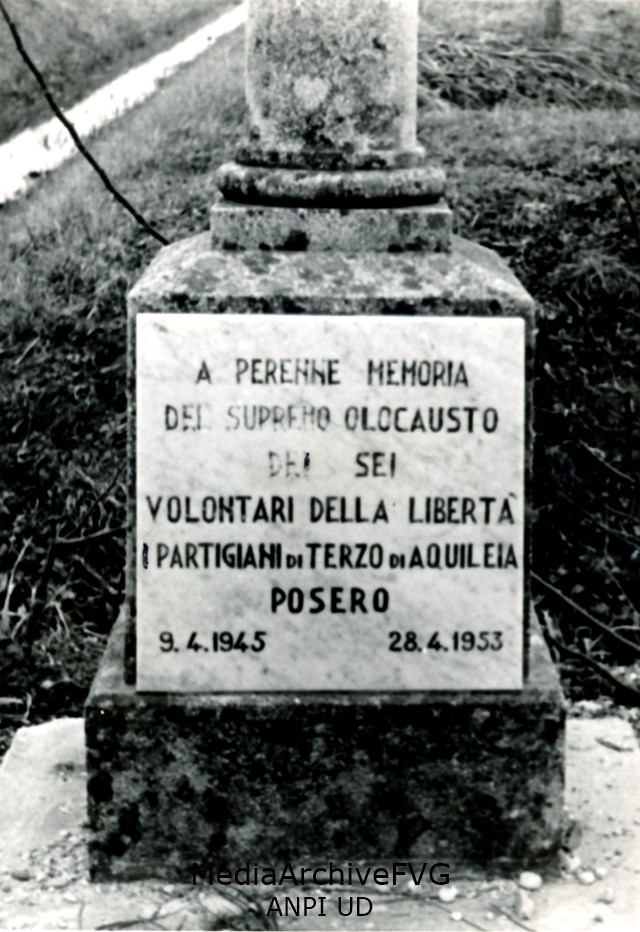 A PERENNE MEMORIA
DEL SUPREMO OLOCAUSTO
DEI SEI
VOLONTARI DELLA LIBERTÀ
I PARTIGIANI DI TERZO DI AQUILEIA
POSERO
9.4.1945 28.4.1953
MediaArchiveFVG
ANPI UD